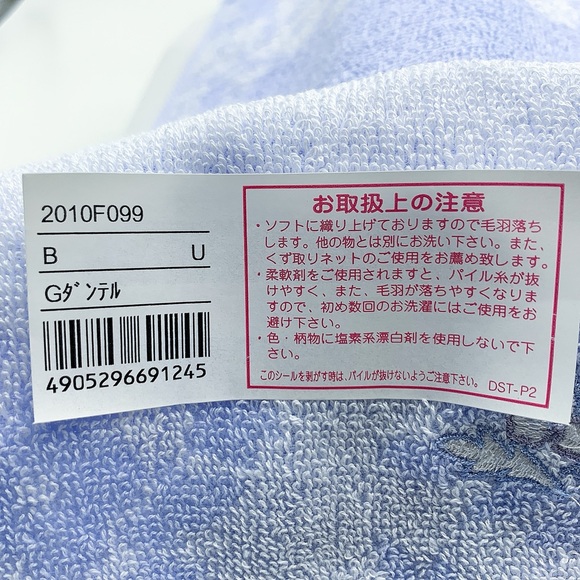 2010F099
B U
Gﾀﾞﾝﾃﾙ
4905296691245
お取扱上の注意
・ソフトに織り上げておりますので毛羽落ち
します。他の物とは別にお洗い下さい。また、
くず取りネットのご使用をお薦め致します。
・柔軟剤をご使用されますと、パイル糸が抜
けやすく、また、毛羽が落ちやすくなりま
すので、初め数回のお洗濯にはご使用をお
避け下さい。
・色・柄物に塩素系漂白剤を使用しないで下
さい。
このシールを剥がす時は、パイルが抜けないようご注意下さい。 DST-P2